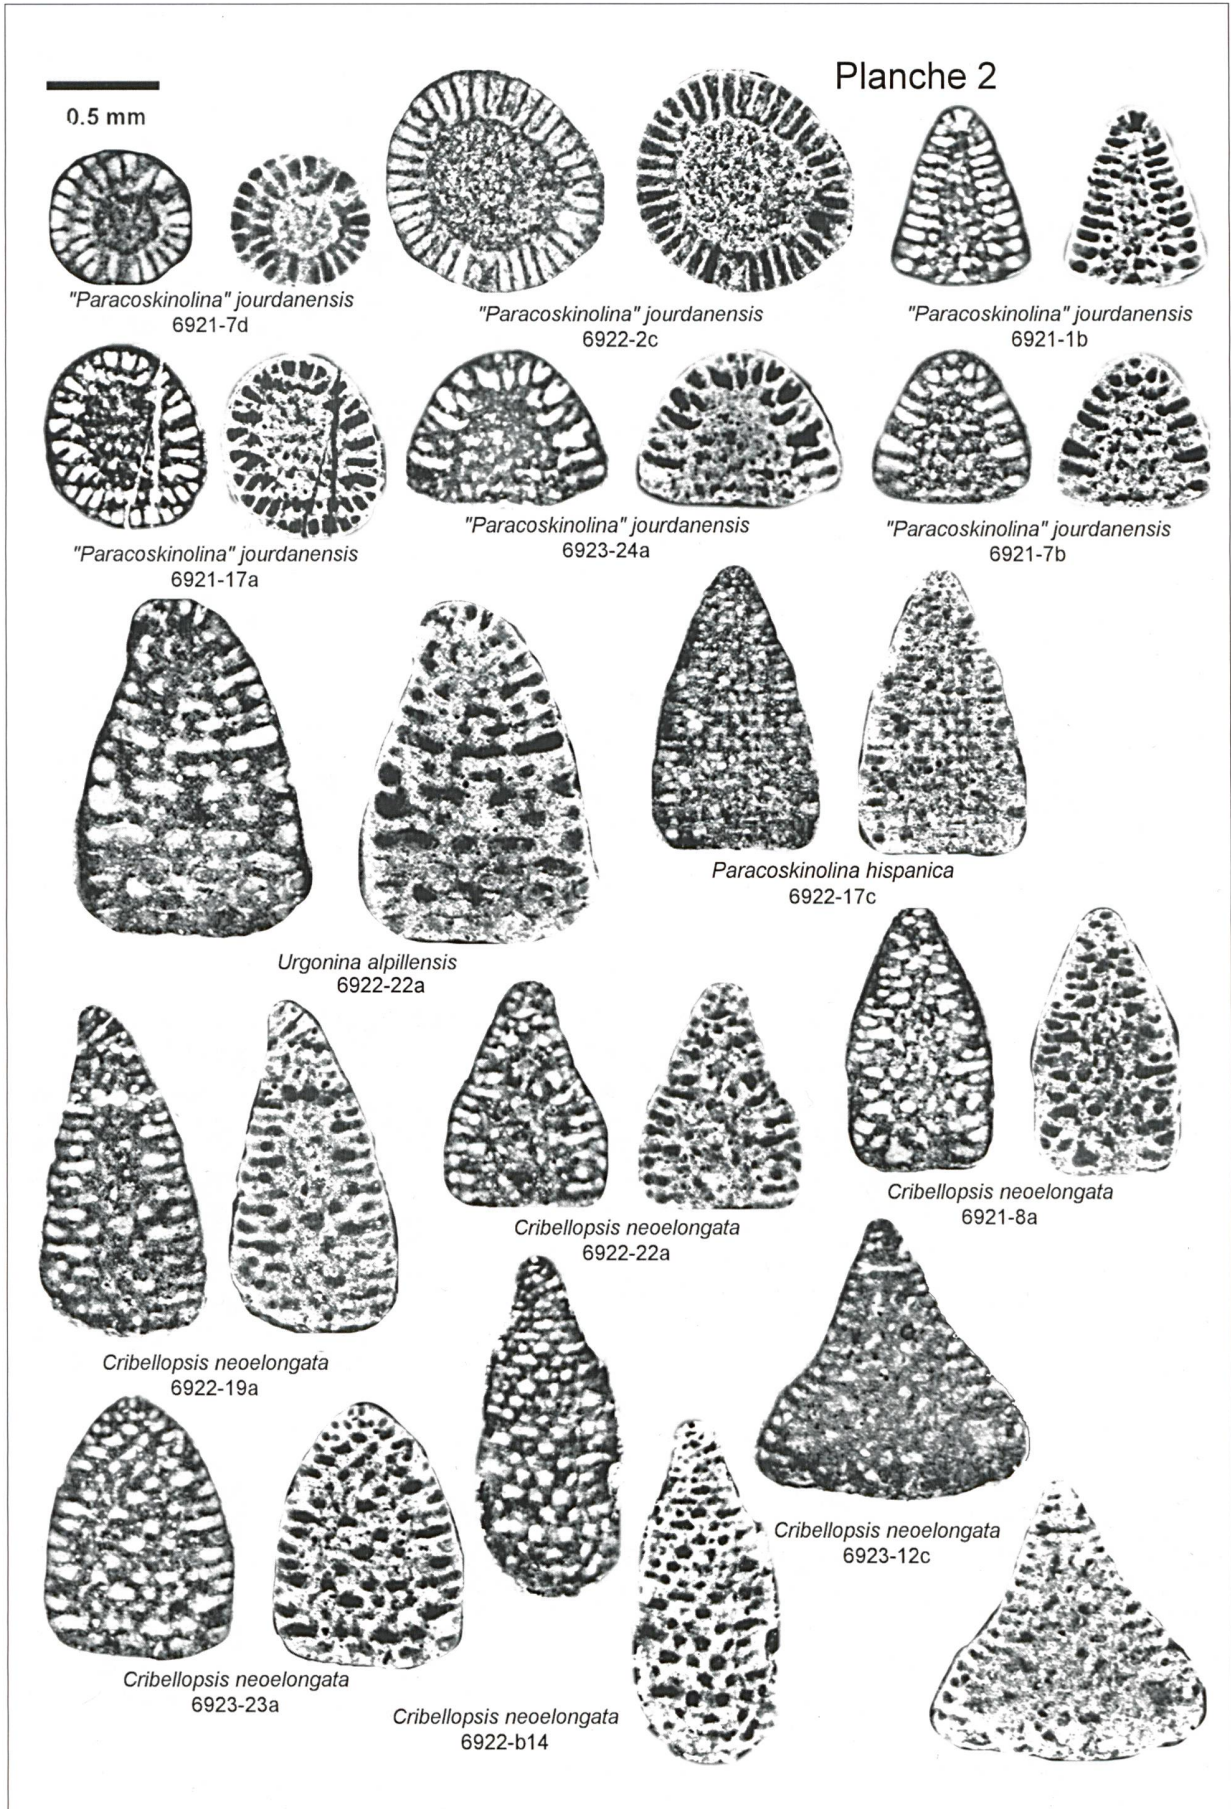 Planche 2
0.5 mm
"Paracoskinolina" jourdanensis
6921-7d
"Paracoskinolina" jourdanensis
6922-2c
"Paracoskinolina" jourdanensis
6921-1b
"Paracoskinolina" jourdanensis
6921-17a
"Paracoskinolina" jourdanensis
6923-24a
"Paracoskinolina" jourdanensis
6921-7b
Urgonina alpillensis
6922-22a
Paracoskinolina hispanica
6922-17c
Cribellopsis neoelongata
6922-19a
Cribellopsis neoelongata
6922-22a
Cribellopsis neoelongata
6921-8a
Cribellopsis neoelongata
6923-23a
Cribellopsis neoelongata
6922-b14
Cribellopsis neoelongata
6923-12c